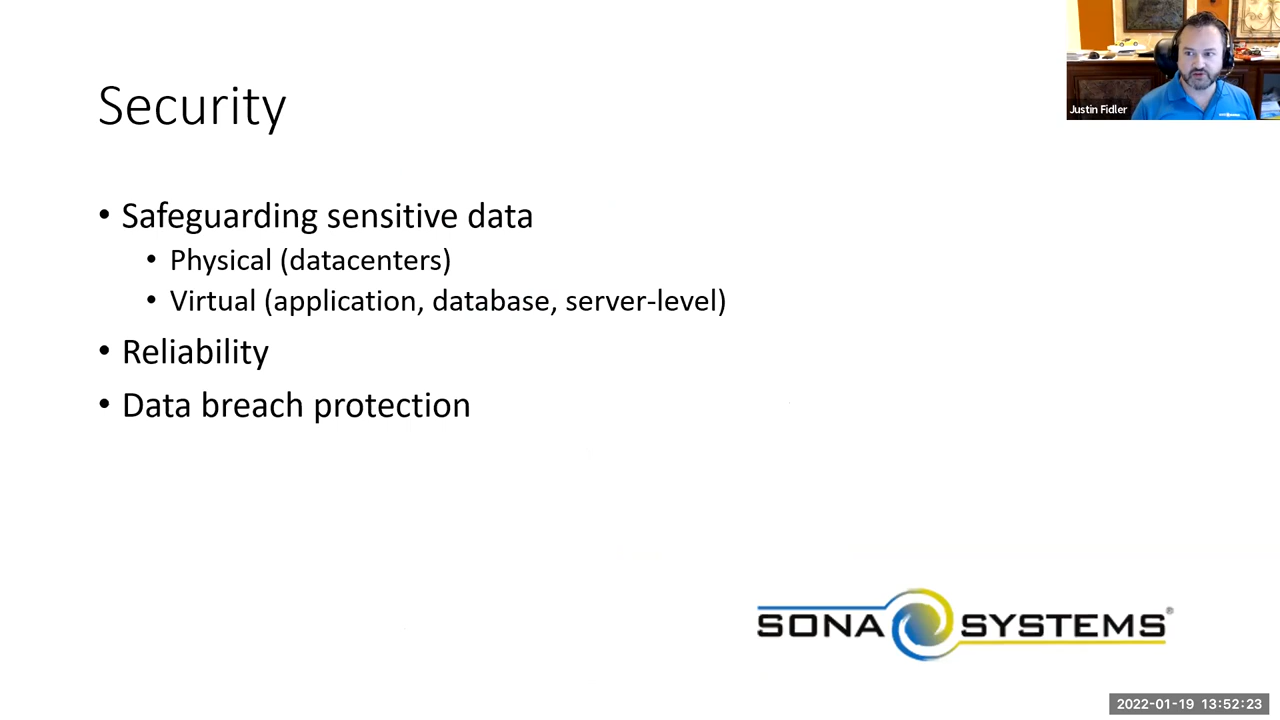 Security
Justin Fidler
• Safeguarding sensitive data
• Physical (datacenters)
• Virtual (application, database, server-level)
• Reliability
• Data breach protection
SONA SYSTEMS®
2022-01-19 13:52:23